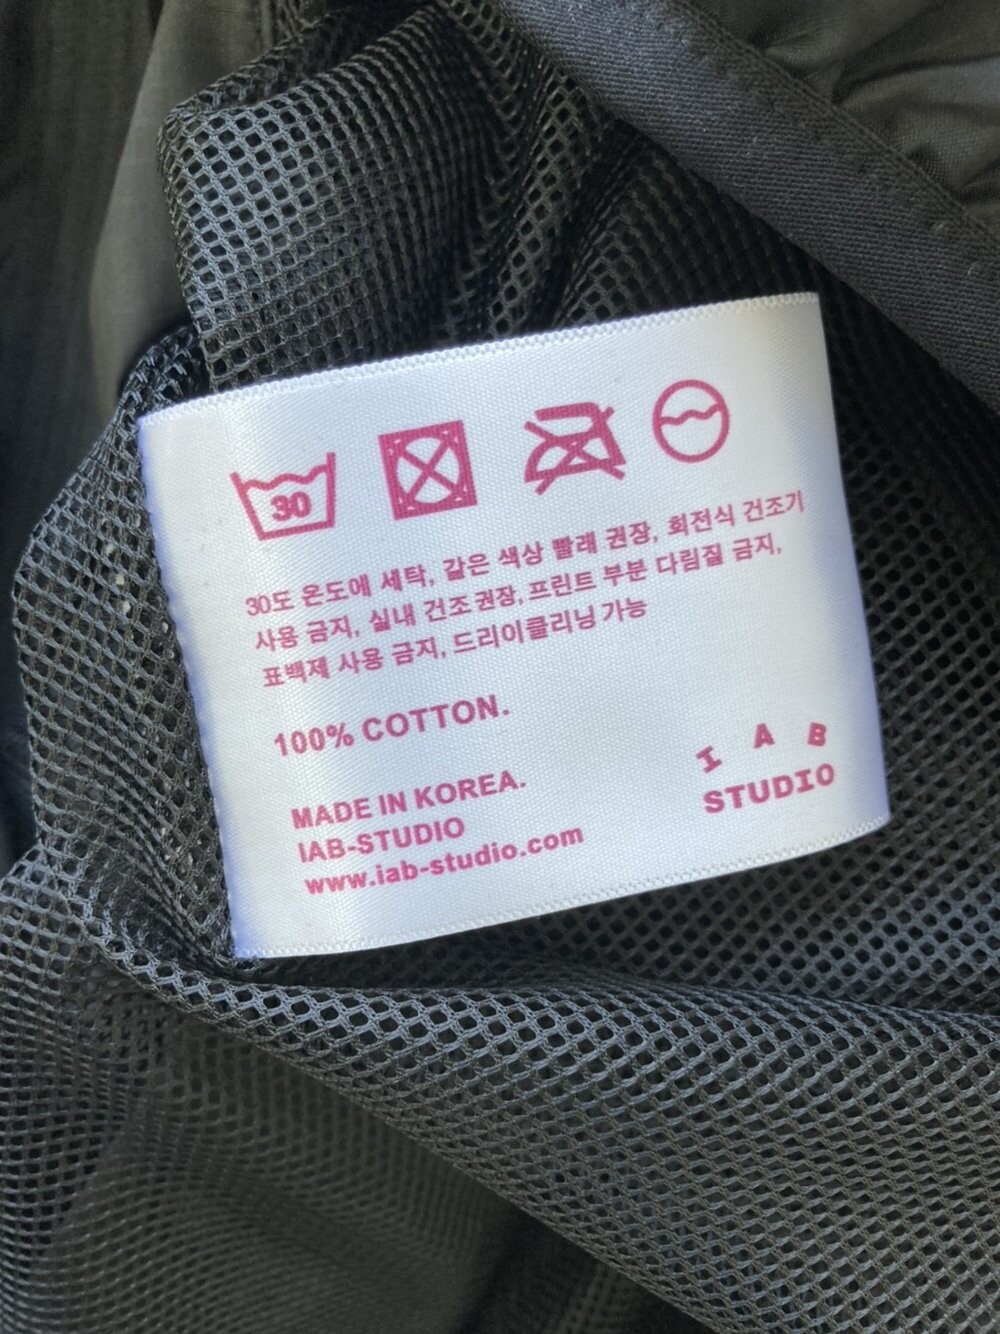 30
30도 온도에 세탁, 같은 색상 빨래 권장, 회전식 건조기
사용 금지, 실내 건조권장, 프린트 부분 다림질 금지,
표백제 사용 금지, 드리이클리닝 가능
100% COTTON.
MADE IN KOREA.
IAB-STUDIO
www.iab-studio.com
I A B
STUDIO